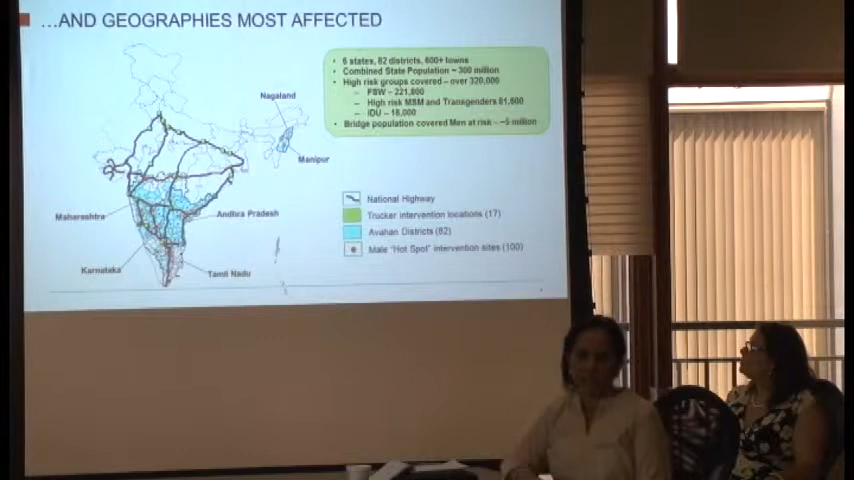 ...AND GEOGRAPHIES MOST AFFECTED
• 6 states, 82 districts, 600+ towns
• Combined State Population ~ 300 million
• High risk groups covered – over 320,000
– FSW – 221,800
– High risk MSM and Transgenders 81,600
– IDU – 18,000
• Bridge population covered Men at risk – ~5 million
Nagaland
Manipur
Maharashtra
Andhra Pradesh
Karnataka
Tamil Nadu
National Highway
Trucker intervention locations (17)
Avahan Districts (82)
Male "Hot Spot" intervention sites (100)